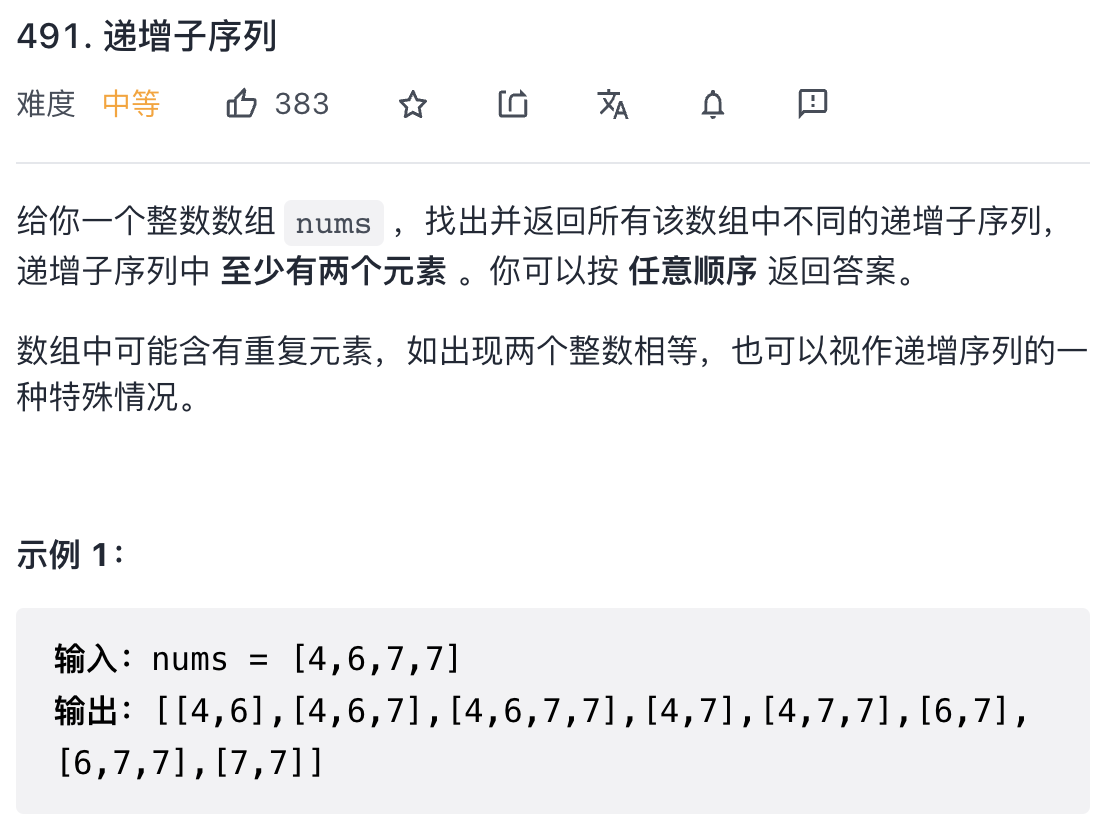 491. 递增子序列
难度 中等 383
给你一个整数数组 nums ，找出并返回所有该数组中不同的递增子序列，
递增子序列中 至少有两个元素 。你可以按 任意顺序 返回答案。
数组中可能含有重复元素，如出现两个整数相等，也可以视作递增序列的一
种特殊情况。
示例 1：
输入：nums = [4,6,7,7]
输出：[[4,6],[4,6,7],[4,6,7,7],[4,7],[4,7,7],[6,7],
[6,7,7],[7,7]]